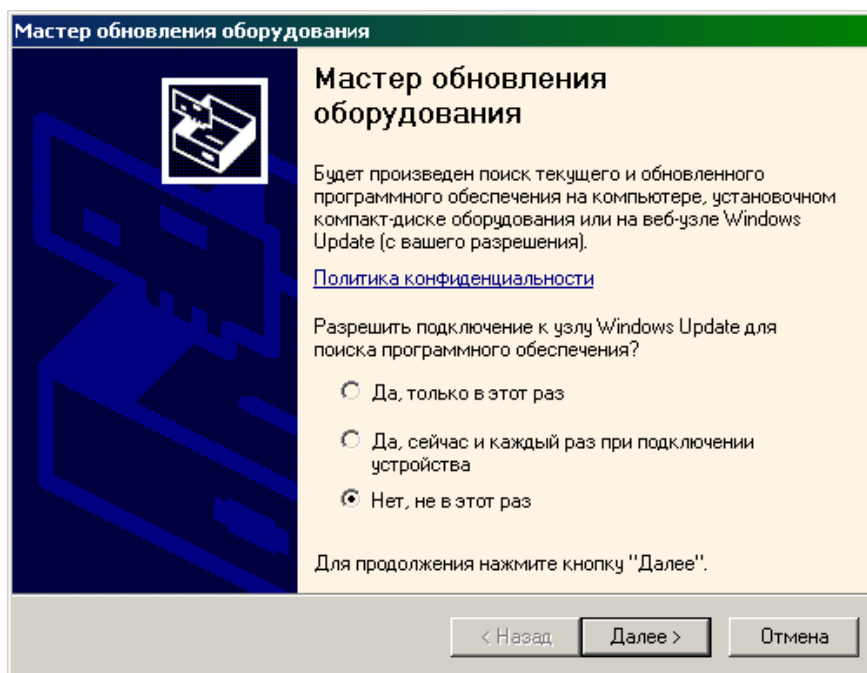 Мастер обновления оборудования
Мастер обновления
оборудования
Будет произведен поиск текущего и обновленного
программного обеспечения на компьютере, установочном
компакт-диске оборудования или на веб-узле Windows
Update (с вашего разрешения).
Политика конфиденциальности
Разрешить подключение к узлу Windows Update для
поиска программного обеспечения?
Да, только в этот раз
Да, сейчас и каждый раз при подключении
устройства
Нет, не в этот раз
Для продолжения нажмите кнопку "Далее".
< Назад
Далее >
Отмена